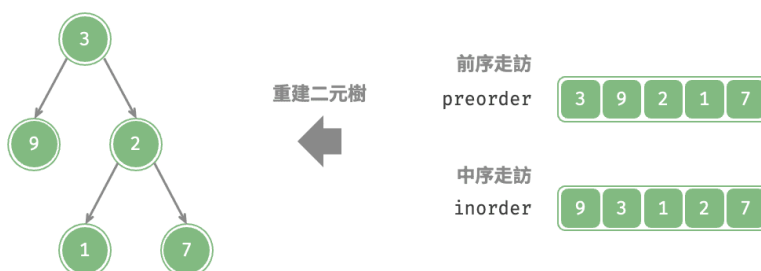 3
9
2
1
7
重建二元樹
前序走訪
preorder
3 9 2 1 7
中序走訪
inorder
9 3 1 2 7